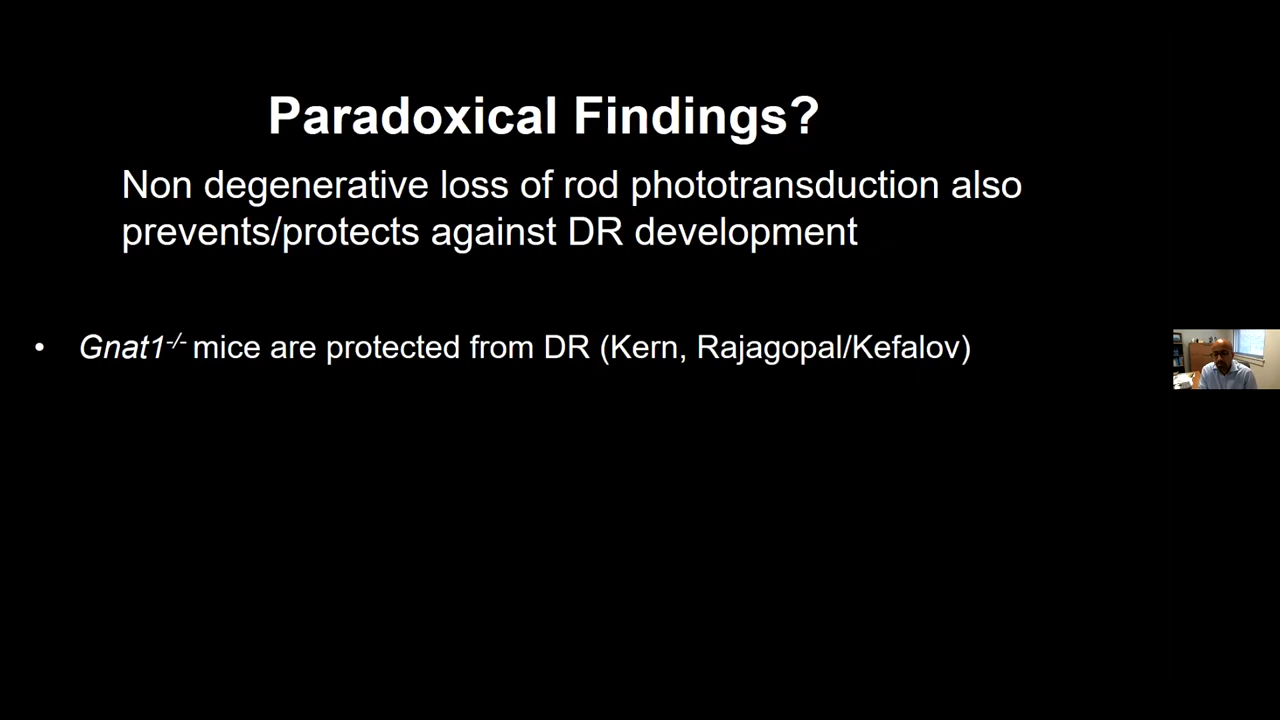 Paradoxical Findings?
Non degenerative loss of rod phototransduction also
prevents/protects against DR development
• Gnat1-/- mice are protected from DR (Kern, Rajagopal/Kefalov)